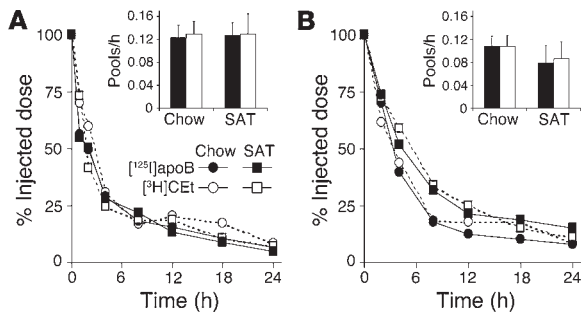 A
% Injected dose
100
75
50
25
0
0 6 12 18 24
Time (h)
Pools/h
0.16
0.12
0.08
0.04
0
Chow SAT
Chow SAT
[125I]apoB
[3H]CEt
B
% Injected dose
100
75
50
25
0
0 6 12 18 24
Time (h)
Pools/h
0.16
0.12
0.08
0.04
0
Chow SAT